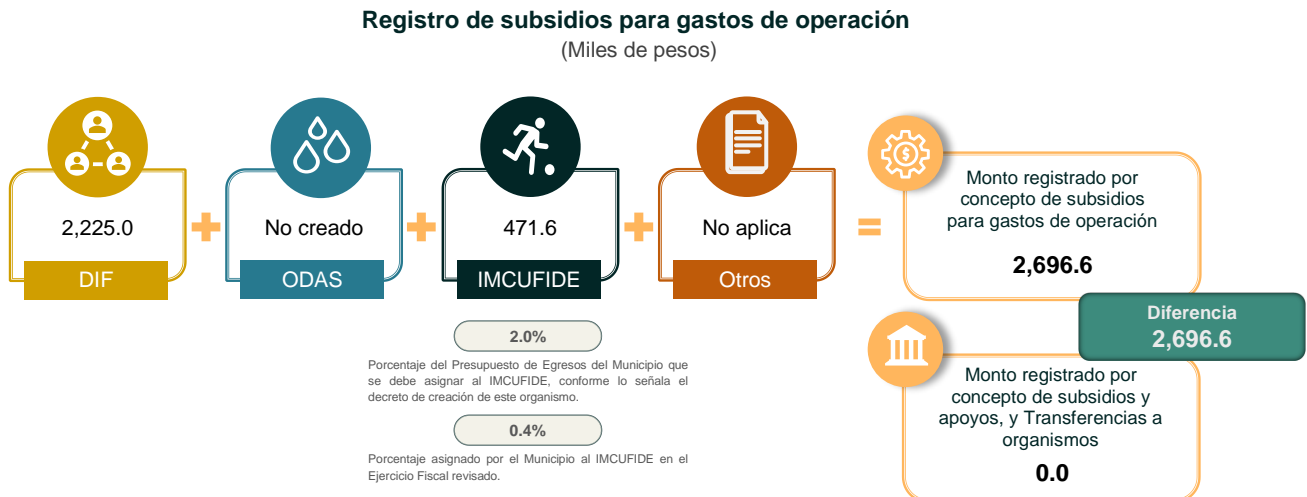 Registro de subsidios para gastos de operación
(Miles de pesos)
2,225.0
DIF
No creado
ODAS
471.6
IMCUFIDE
No aplica
Otros
2.0%
Porcentaje del Presupuesto de Egresos del Municipio que
se debe asignar al IMCUFIDE, conforme lo señala el
decreto de creación de este organismo.
0.4%
Porcentaje asignado por el Municipio al IMCUFIDE en el
Ejercicio Fiscal revisado.
Monto registrado por
concepto de subsidios
para gastos de operación
2,696.6
Diferencia
2,696.6
Monto registrado por
concepto de subsidios y
apoyos, y Transferencias a
organismos
0.0